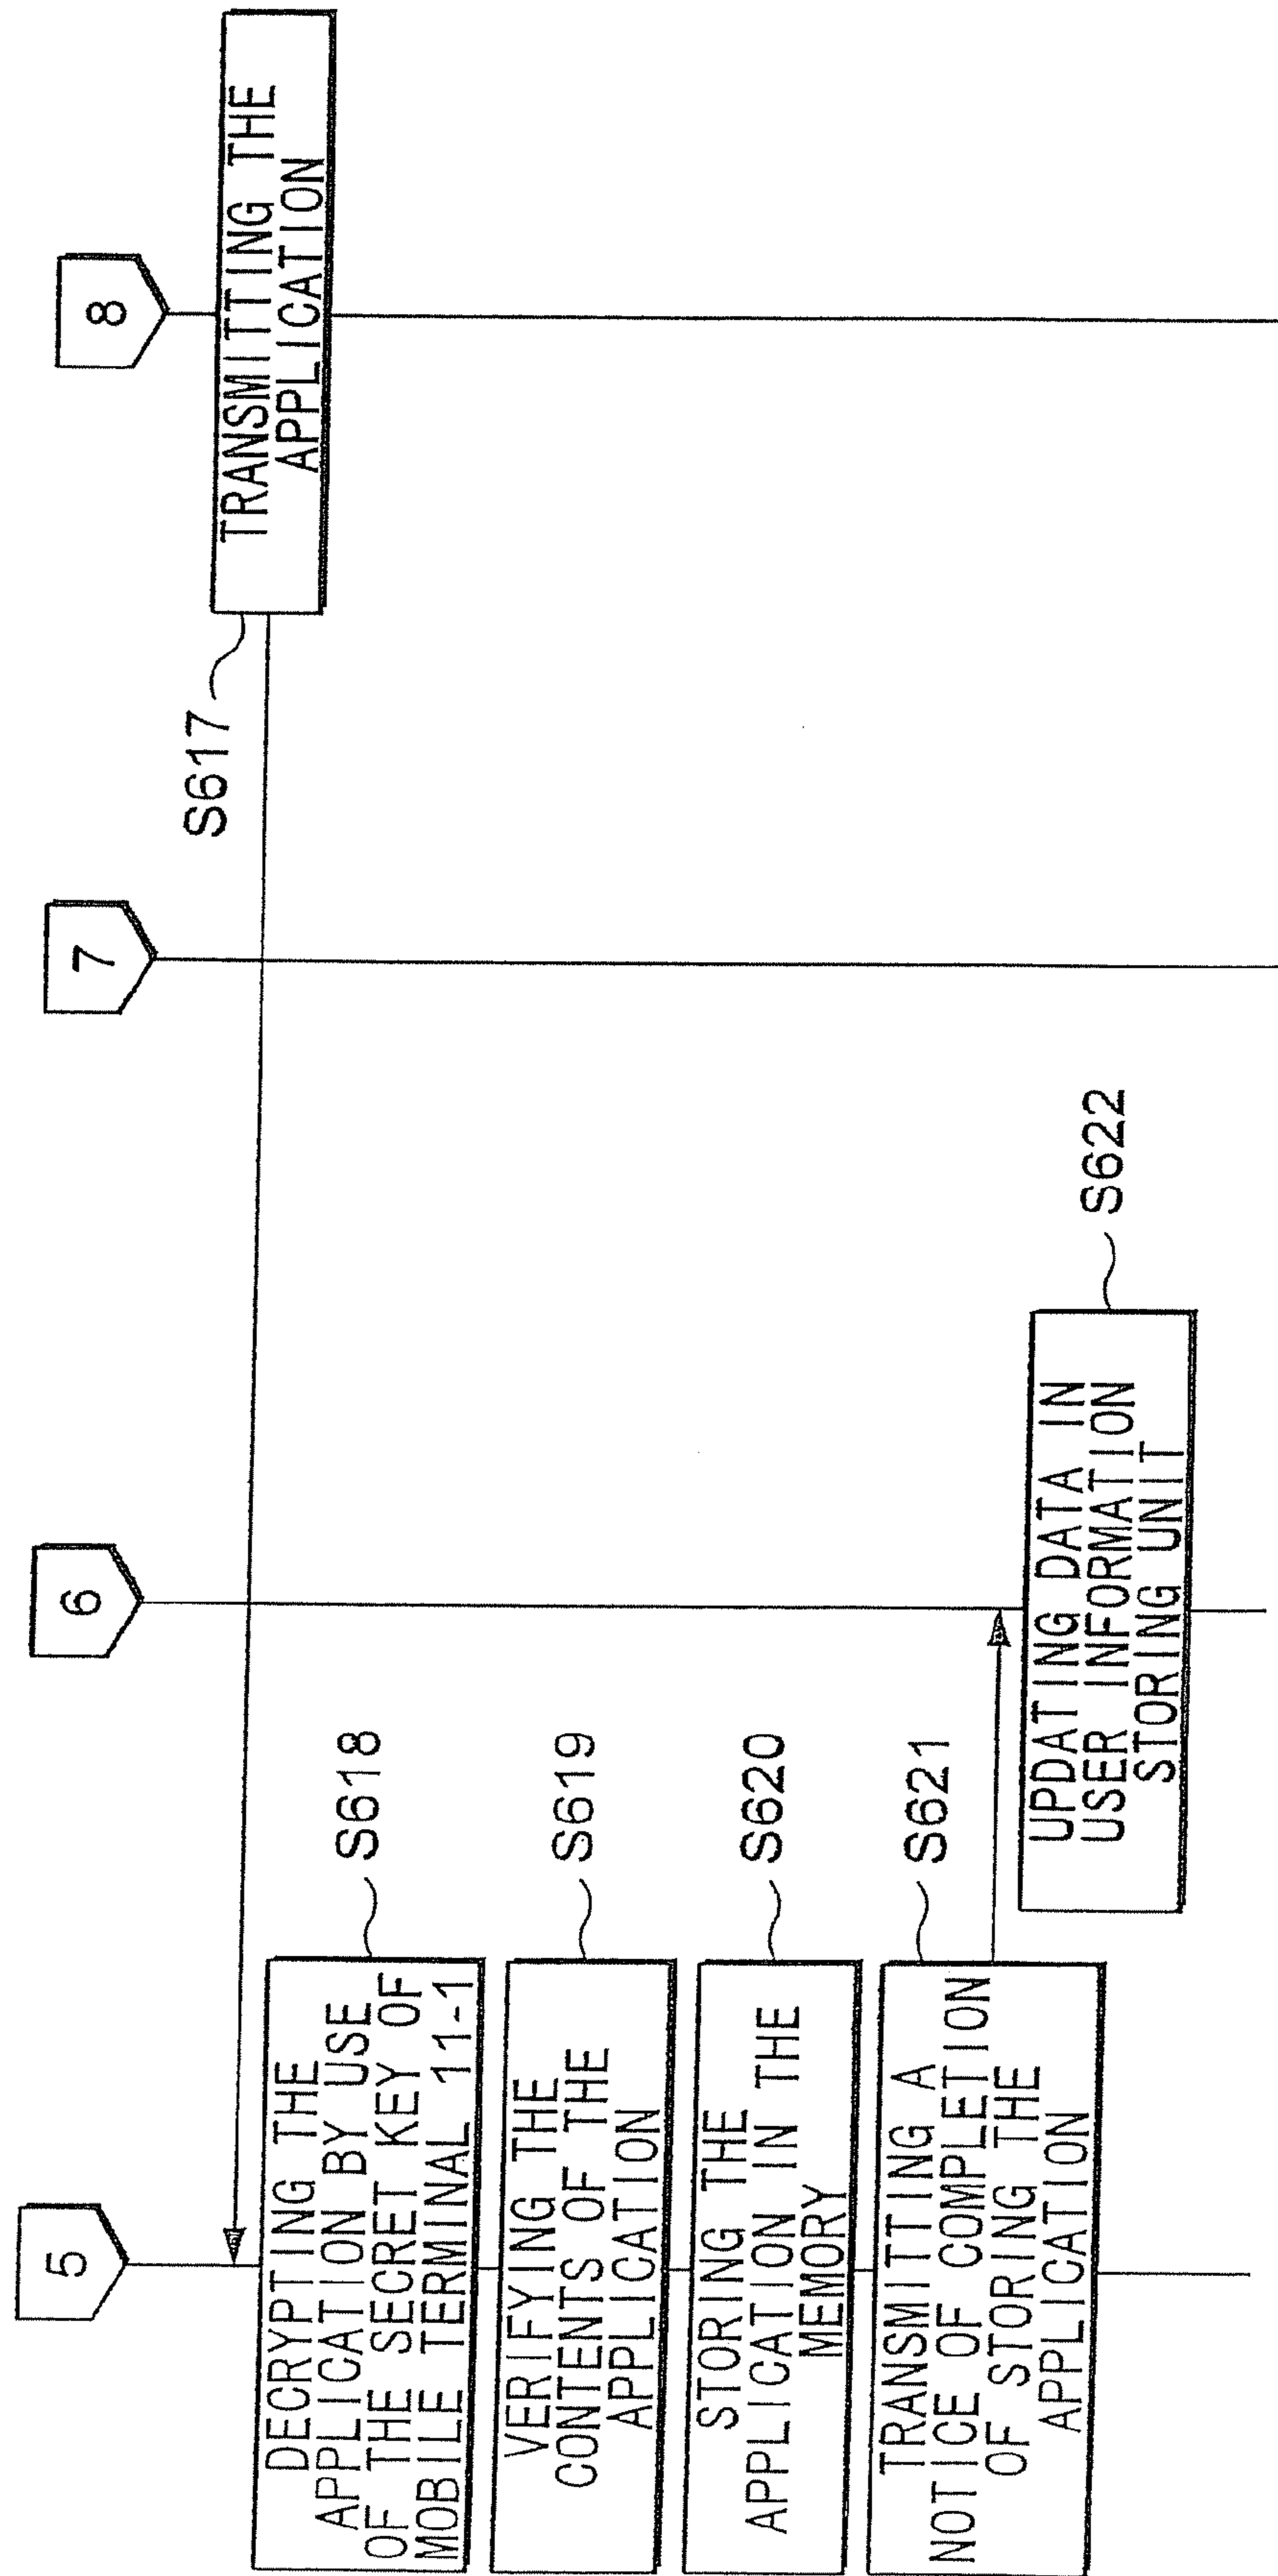 5
6
7
8
TRANSMITTING THE
APPLICATION
S617
DECRYPTING THE
APPLICATION BY USE
OF THE SECRET KEY OF
MOBILE TERMINAL 11-1
S618
VERIFYING THE
CONTENTS OF THE
APPLICATION
S619
STORING THE
APPLICATION IN THE
MEMORY
S620
TRANSMITTING A
NOTICE OF COMPLETION
OF STORING THE
APPLICATION
S621
UPDATING DATA IN
USER INFORMATION
STORING UNIT
S622